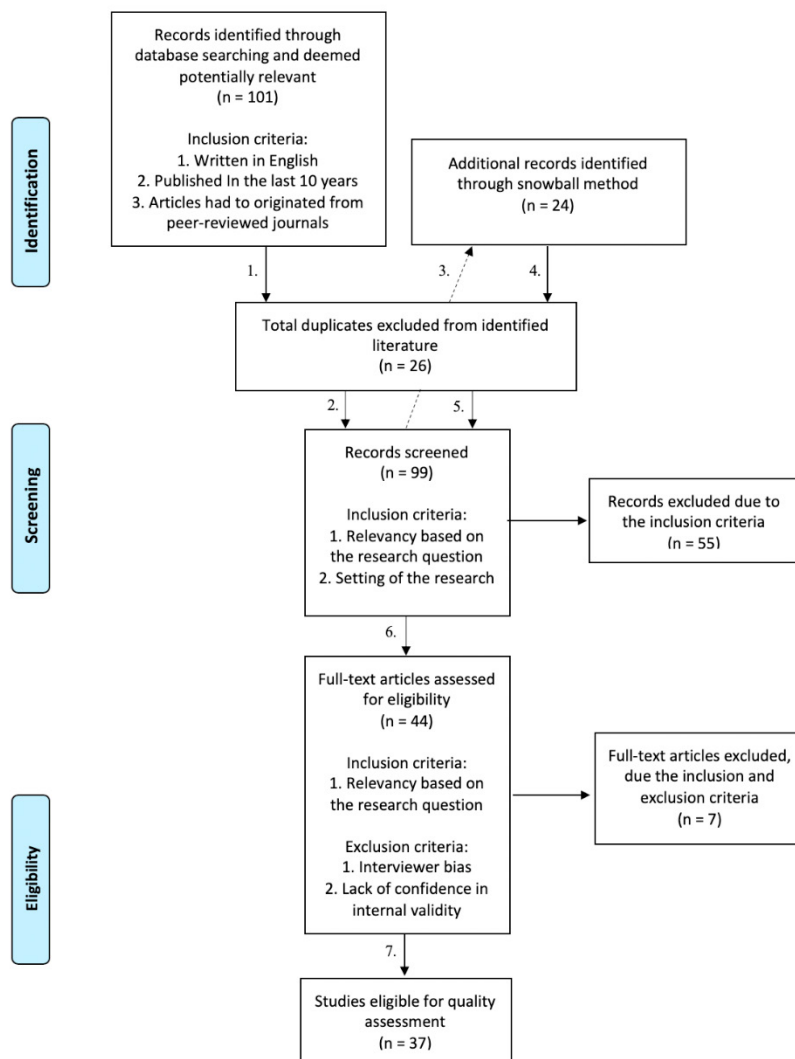 Records identified through
database searching and deemed
potentially relevant
(n = 101)
Inclusion criteria:
1. Written in English
2. Published In the last 10 years
3. Articles had to originated from
peer-reviewed journals
Additional records identified
through snowball method
(n = 24)
Identification
1.
3.
4.
Total duplicates excluded from identified
literature
(n = 26)
2.
5.
Screening
Records screened
(n = 99)
Inclusion criteria:
1. Relevancy based on
the research question
2. Setting of the research
Records excluded due to
the inclusion criteria
(n = 55)
6.
Eligibility
Full-text articles assessed
for eligibility
(n = 44)
Inclusion criteria:
1. Relevancy based on
the research question
Exclusion criteria:
1. Interviewer bias
2. Lack of confidence in
internal validity
Full-text articles excluded,
due the inclusion and
exclusion criteria
(n = 7)
7.
Studies eligible for quality
assessment
(n = 37)